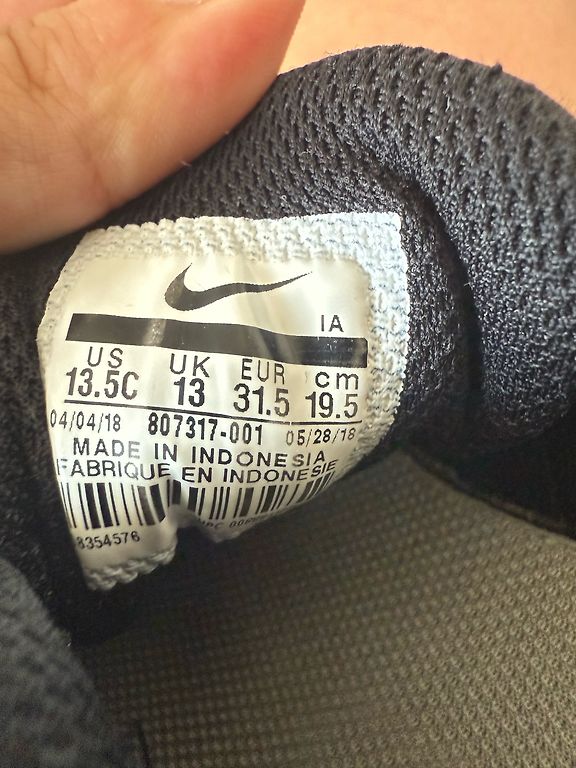 IA
US UK EUR cm
13.5C 13 31.5 19.5
04/04/18 807317-001 05/28/18
MADE IN INDONESIA
FABRIQUE EN INDONESIE
8354576